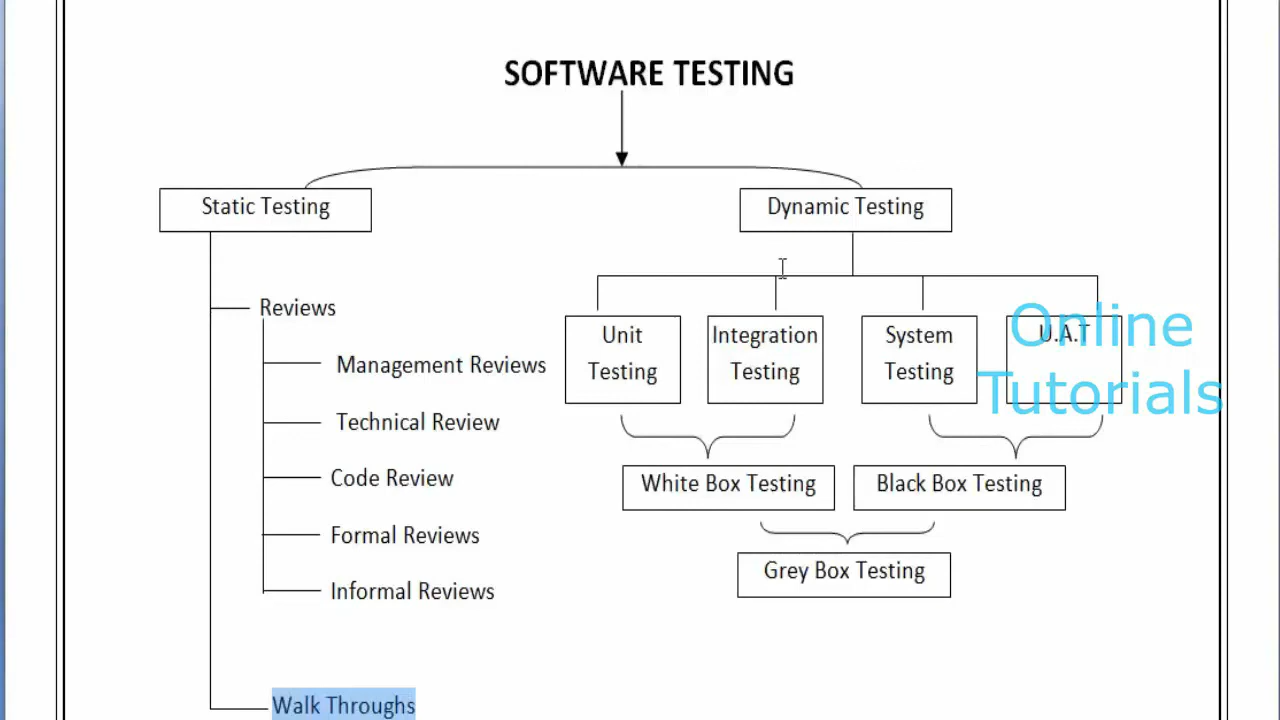 SOFTWARE TESTING
Static Testing
Dynamic Testing
Reviews
Management Reviews
Technical Review
Code Review
Formal Reviews
Informal Reviews
Walk Throughs
Unit
Testing
Integration
Testing
System
Testing
U.A.T
White Box Testing
Black Box Testing
Grey Box Testing
Online
Tutorials